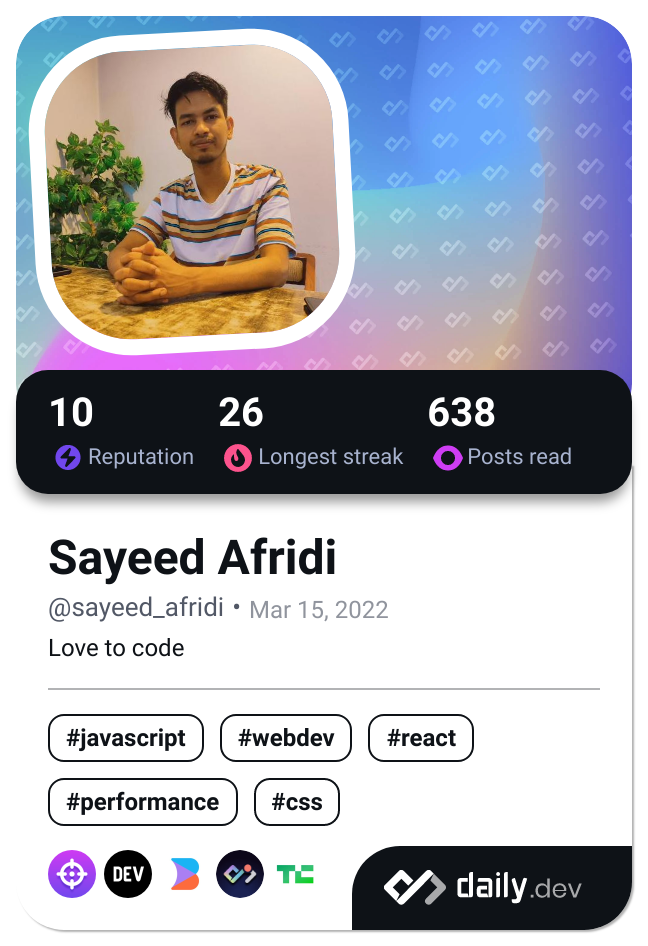 10 26 638
Reputation Longest streak Posts read
Sayeed Afridi
@sayeed_afridi • Mar 15, 2022
Love to code
#javascript #webdev #react
#performance #css
DEV TC daily.dev